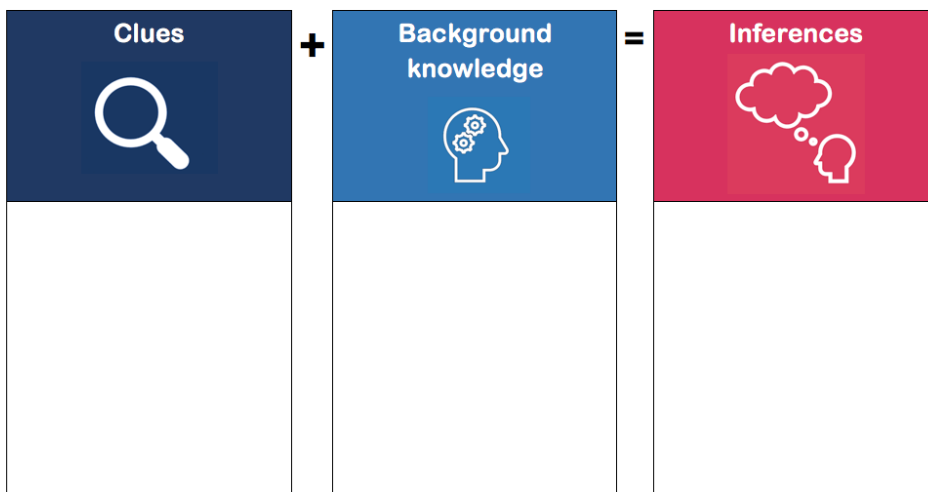 Clues
+
Background
knowledge
=
Inferences